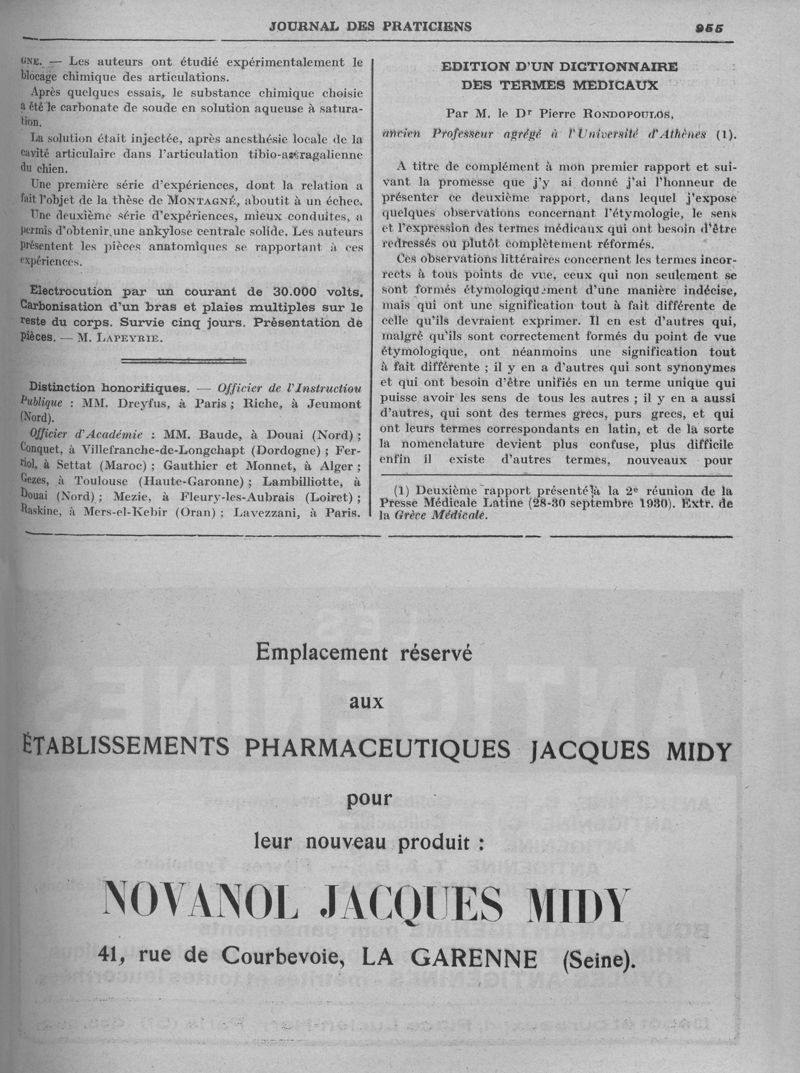 JOURNAL DES PRATICIENS 955
GNE. — Les auteurs ont étudié expérimentalement le
blocage chimique des articulations.
Après quelques essais, le substance chimique choisie
a été le carbonate de soude en solution aqueuse à satura-
tion.
La solution était injectée, après anesthésie locale de la
cavité articulaire dans l'articulation tibio-astragalienne
du chien.
Une première série d'expériences, dont la relation a
fait l'objet de la thèse de MONTAGNÉ, aboutit à un échec.
Une deuxième série d'expériences, mieux conduites, a
permis d'obtenir une ankylose centrale solide. Les auteurs
présentent les pièces anatomiques se rapportant à ces
expériences.
Electrocution par un courant de 30.000 volts.
Carbonisation d'un bras et plaies multiples sur le
reste du corps. Survie cinq jours. Présentation de
pièces. — M. LAPEYRIE.
Distinction honorifiques. — Officier de l'Instruction
Publique : MM. Dreyfus, à Paris ; Riche, à Jeumont
(Nord).
Officier d'Académie : MM. Baude, à Douai (Nord) ;
Conquet, à Villefranche-de-Longchapt (Dordogne) ; Fer-
riol, à Settat (Maroc) ; Gauthier et Monnet, à Alger ;
Gezes, à Toulouse (Haute-Garonne) ; Lambilliotte, à
Douai (Nord) ; Mezie, à Fleury-les-Aubrais (Loiret) ;
Raskine, à Mers-el-Kebir (Oran) ; Lavezzani, à Paris.
EDITION D'UN DICTIONNAIRE
DES TERMES MEDICAUX
Par M. le Dr Pierre RONDOPOULOS,
ancien Professeur agrégé à l'Université d'Athènes (1).
A titre de complément à mon premier rapport et sui-
vant la promesse que j'y ai donné j'ai l'honneur de
présenter ce deuxième rapport, dans lequel j'expose
quelques observations concernant l'étymologie, le sens
et l'expression des termes médicaux qui ont besoin d'être
redressés ou plutôt complètement réformés.
Ces observations littéraires concernent les termes incor-
rects à tous points de vue, ceux qui non seulement se
sont formés étymologiquement d'une manière indécise,
mais qui ont une signification tout à fait différente de
celle qu'ils devraient exprimer. Il en est d'autres qui,
malgré qu'ils sont correctement formés du point de vue
étymologique, ont néanmoins une signification tout
à fait différente ; il y en a d'autres qui sont synonymes
et qui ont besoin d'être unifiés en un terme unique qui
puisse avoir les sens de tous les autres ; il y en a aussi
d'autres, qui sont des termes grecs, purs grecs, et qui
ont leurs termes correspondants en latin, et de la sorte
la nomenclature devient plus confuse, plus difficile
enfin il existe d'autres termes, nouveaux pour
(1) Deuxième rapport présenté à la 2e réunion de la
Presse Médicale Latine (28-30 septembre 1930). Extr. de
la Grèce Médicale.
Emplacement réservé
aux
ÉTABLISSEMENTS PHARMACEUTIQUES JACQUES MIDY
pour
leur nouveau produit :
NOVANOL JACQUES MIDY
41, rue de Courbevoie, LA GARENNE (Seine).